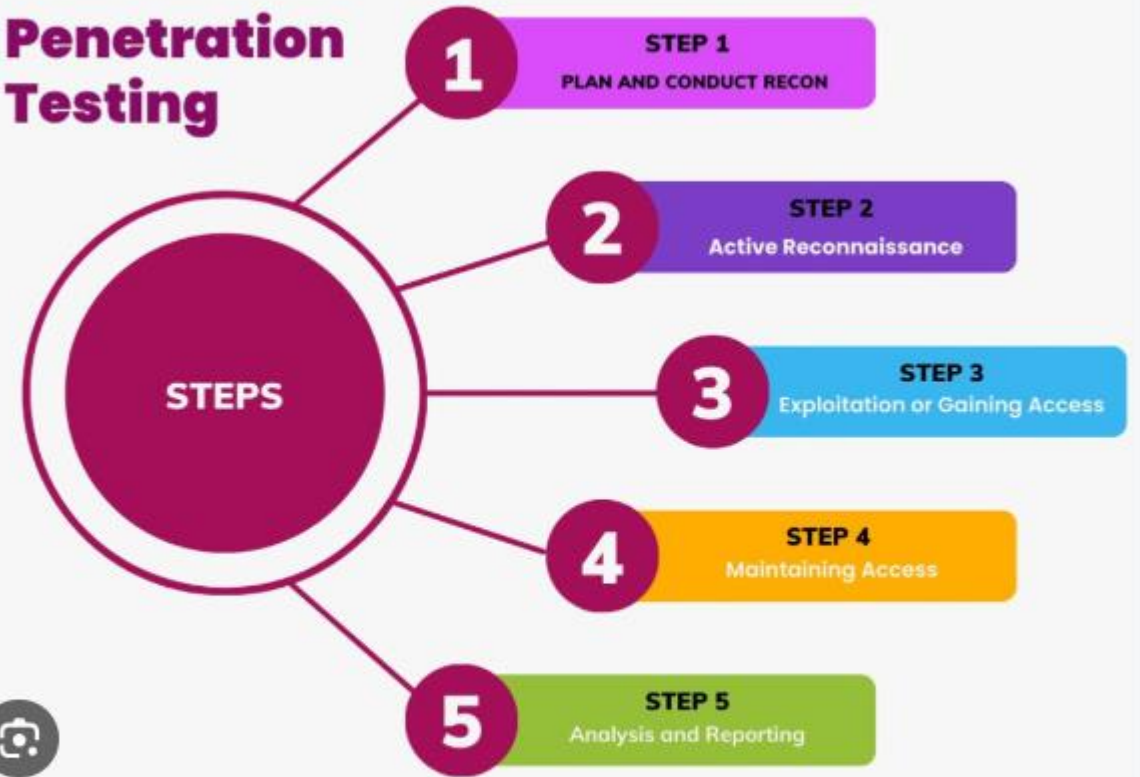 Penetration
Testing
1
STEP 1
PLAN AND CONDUCT RECON
2
STEP 2
Active Reconnaissance
STEPS
3
STEP 3
Exploitation or Gaining Access
4
STEP 4
Maintaining Access
5
STEP 5
Analysis and Reporting